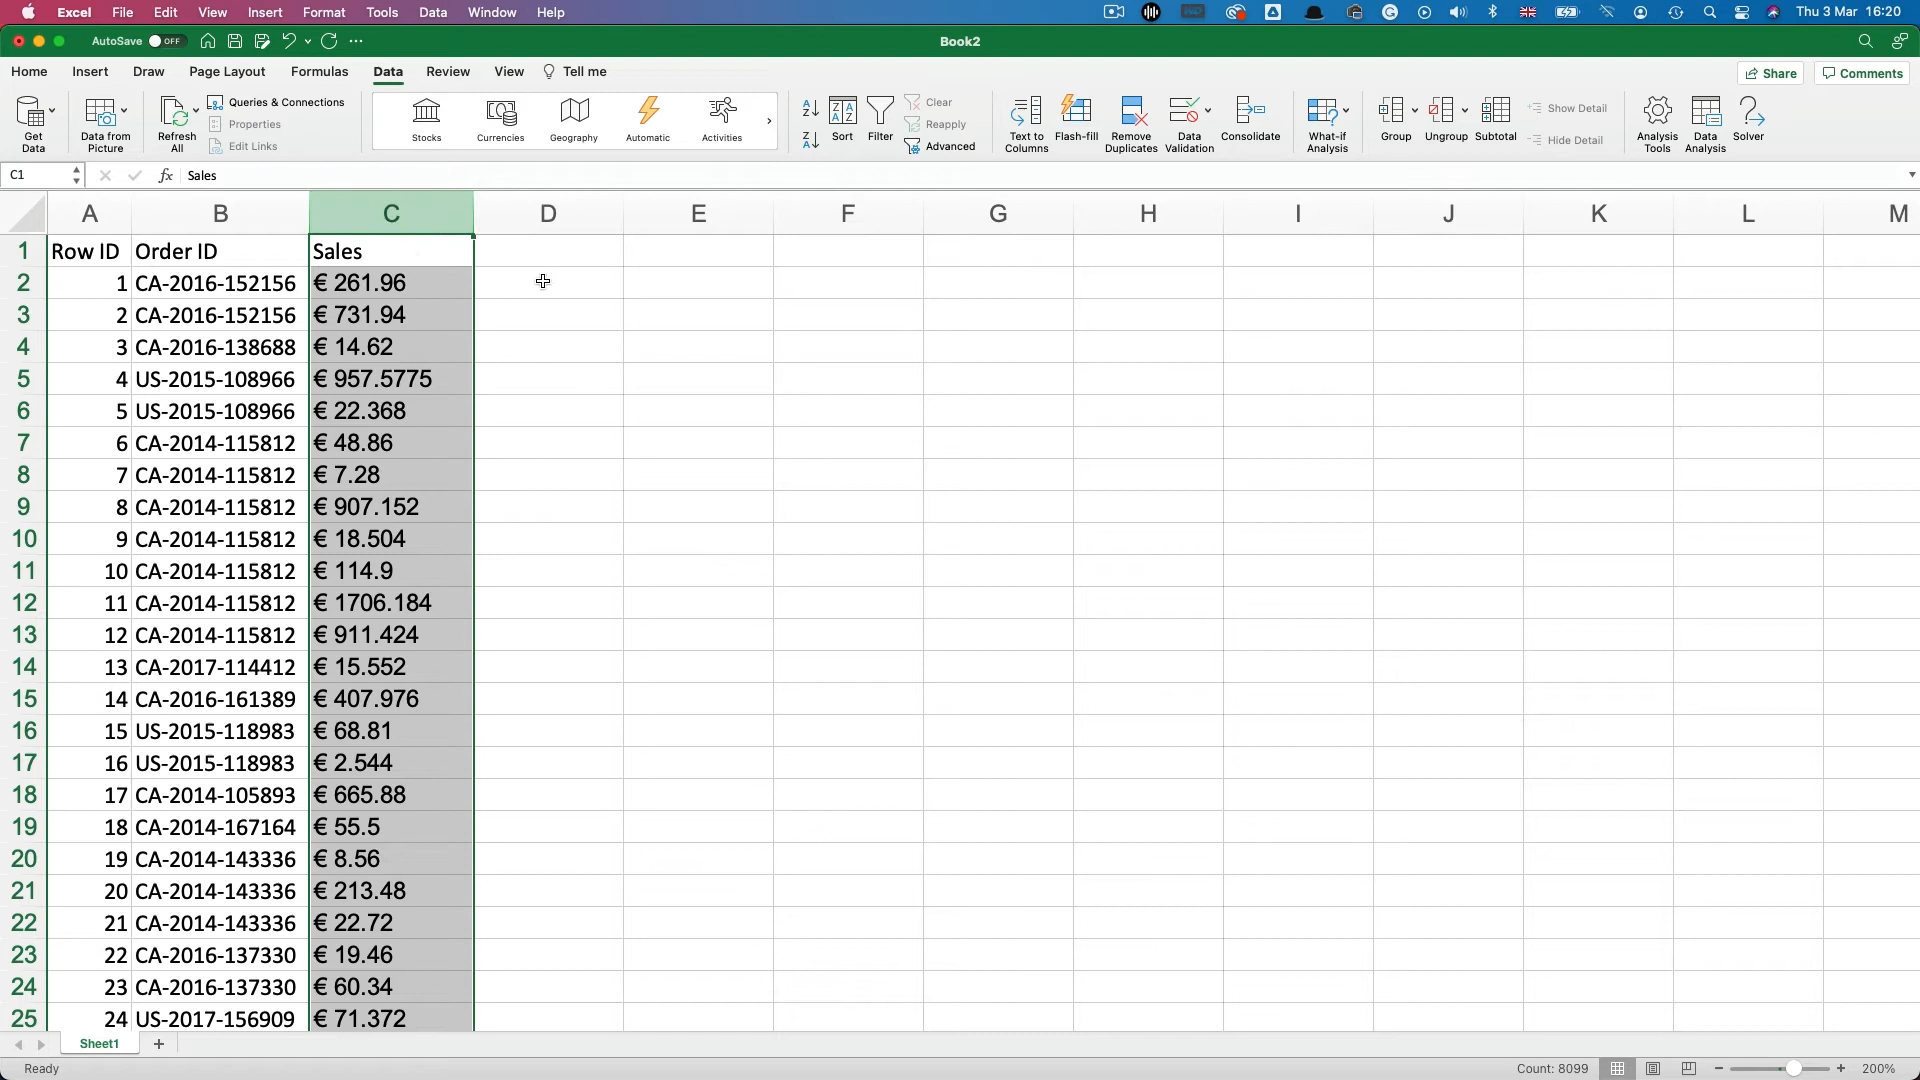 Excel File Edit View Insert Format Tools Data Window Help Thu 3 Mar 16:20
AutoSave OFF Book2
Home Insert Draw Page Layout Formulas Data Review View Tell me Share Comments
Get Data
Data from Picture
Refresh All
Queries & Connections
Properties
Edit Links
Stocks
Currencies
Geography
Automatic
Activities
Sort
Filter
Clear
Reapply
Advanced
Text to Columns
Flash-fill
Remove Duplicates
Data Validation
Consolidate
What-if Analysis
Group
Ungroup
Subtotal
Show Detail
Hide Detail
Analysis Tools
Data Analysis
Solver
C1 fx Sales
A B C D E F G H I J K L M
1 Row ID Order ID Sales
2 1 CA-2016-152156 € 261.96
3 2 CA-2016-152156 € 731.94
4 3 CA-2016-138688 € 14.62
5 4 US-2015-108966 € 957.5775
6 5 US-2015-108966 € 22.368
7 6 CA-2014-115812 € 48.86
8 7 CA-2014-115812 € 7.28
9 8 CA-2014-115812 € 907.152
10 9 CA-2014-115812 € 18.504
11 10 CA-2014-115812 € 114.9
12 11 CA-2014-115812 € 1706.184
13 12 CA-2014-115812 € 911.424
14 13 CA-2017-114412 € 15.552
15 14 CA-2016-161389 € 407.976
16 15 US-2015-118983 € 68.81
17 16 US-2015-118983 € 2.544
18 17 CA-2014-105893 € 665.88
19 18 CA-2014-167164 € 55.5
20 19 CA-2014-143336 € 8.56
21 20 CA-2014-143336 € 213.48
22 21 CA-2014-143336 € 22.72
23 22 CA-2016-137330 € 19.46
24 23 CA-2016-137330 € 60.34
25 24 US-2017-156909 € 71.372
Sheet1
Ready Count: 8099 200%